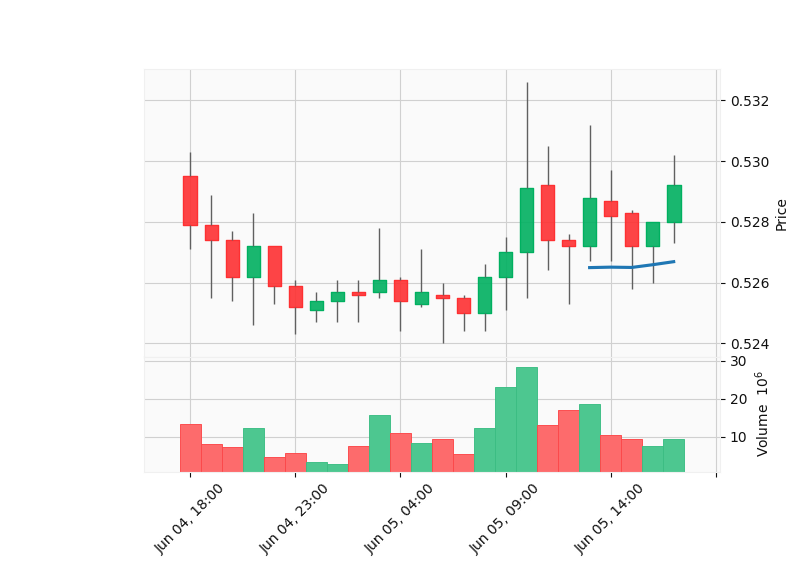 0.532
0.530
0.528
0.526
0.524
Price
30
20
10
Volume 10^6
Jun 04, 18:00
Jun 04, 23:00
Jun 05, 04:00
Jun 05, 09:00
Jun 05, 14:00